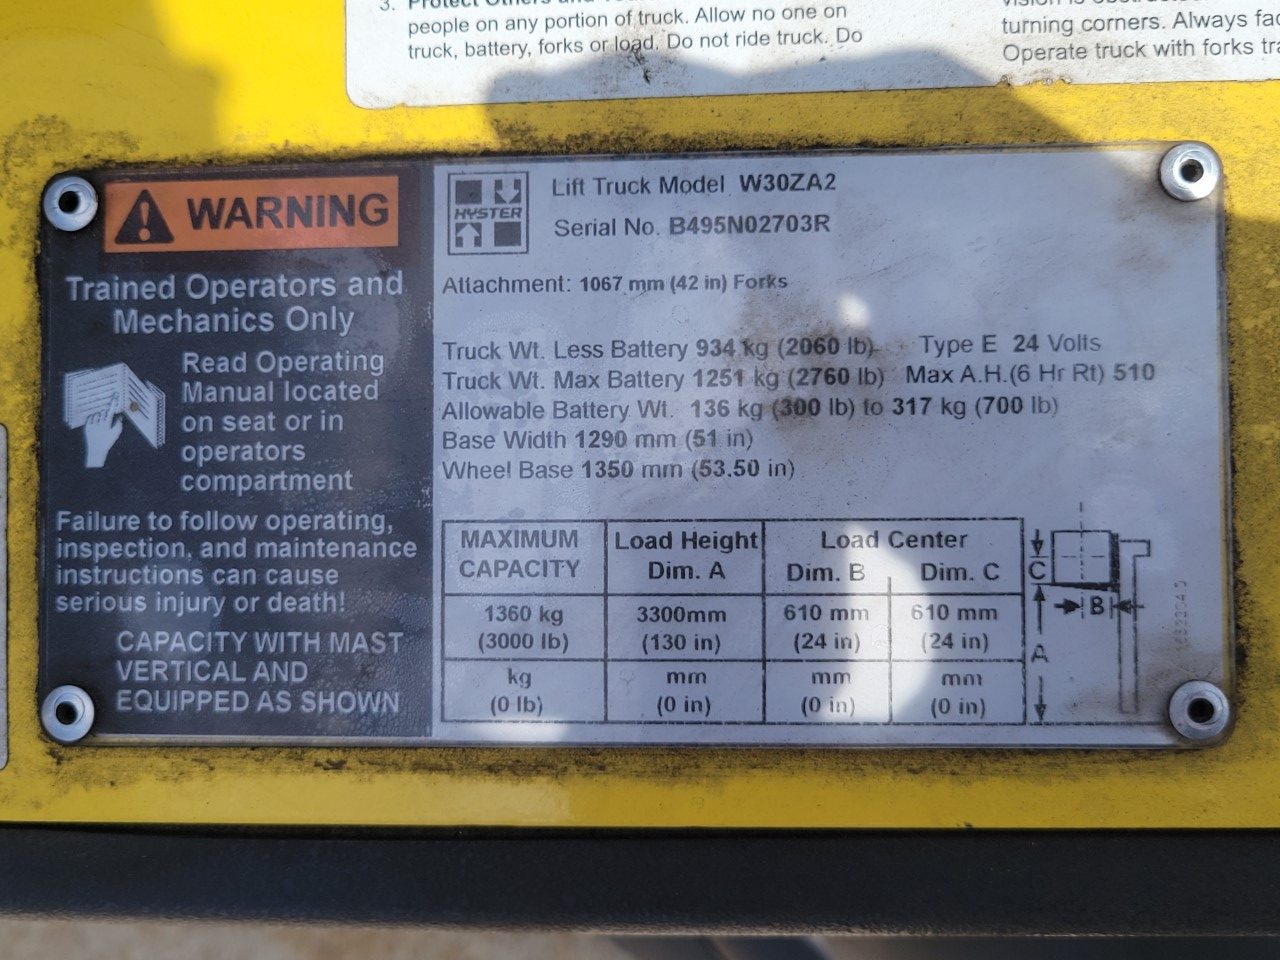 3. Protect Others and
people on any portion of truck. Allow no one on
truck, battery, forks or load. Do not ride truck. Do
turning corners. Always
Operate truck with forks
WARNING
Trained Operators and
Mechanics Only
Read Operating
Manual located
on seat or in
operators
compartment
Failure to follow operating,
inspection, and maintenance
instructions can cause
serious injury or death!
CAPACITY WITH MAST
VERTICAL AND
EQUIPPED AS SHOWN
HYSTER
Lift Truck Model W30ZA2
Serial No. B495N02703R
Attachment: 1067 mm (42 in) Forks
Truck Wt. Less Battery 934 kg (2060 lb) Type E 24 Volts
Truck Wt. Max Battery 1251 kg (2760 lb) Max A.H.(6 Hr Rt) 510
Allowable Battery Wt. 136 kg (300 lb) to 317 kg (700 lb)
Base Width 1290 mm (51 in)
Wheel Base 1350 mm (53.50 in)
MAXIMUM CAPACITY Load Height Dim. A Load Center Dim. B Dim. C
1360 kg (3000 lb) 3300mm (130 in) 610 mm (24 in) 610 mm (24 in)
kg (0 lb) mm (0 in) mm (0 in) mm (0 in)
C
B
A